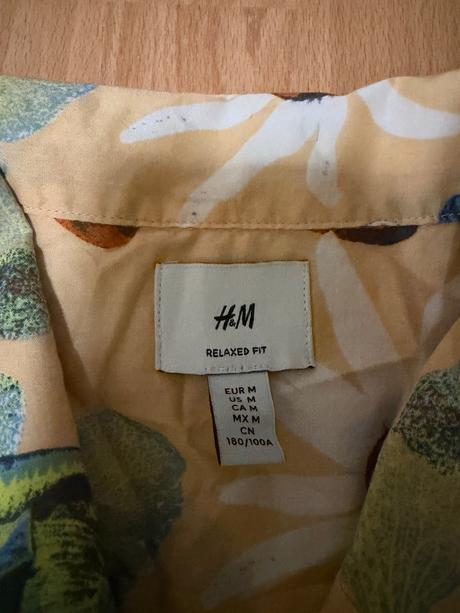 H&M
RELAXED FIT
EUR M
US M
CA M
MX M
CN
180/100A